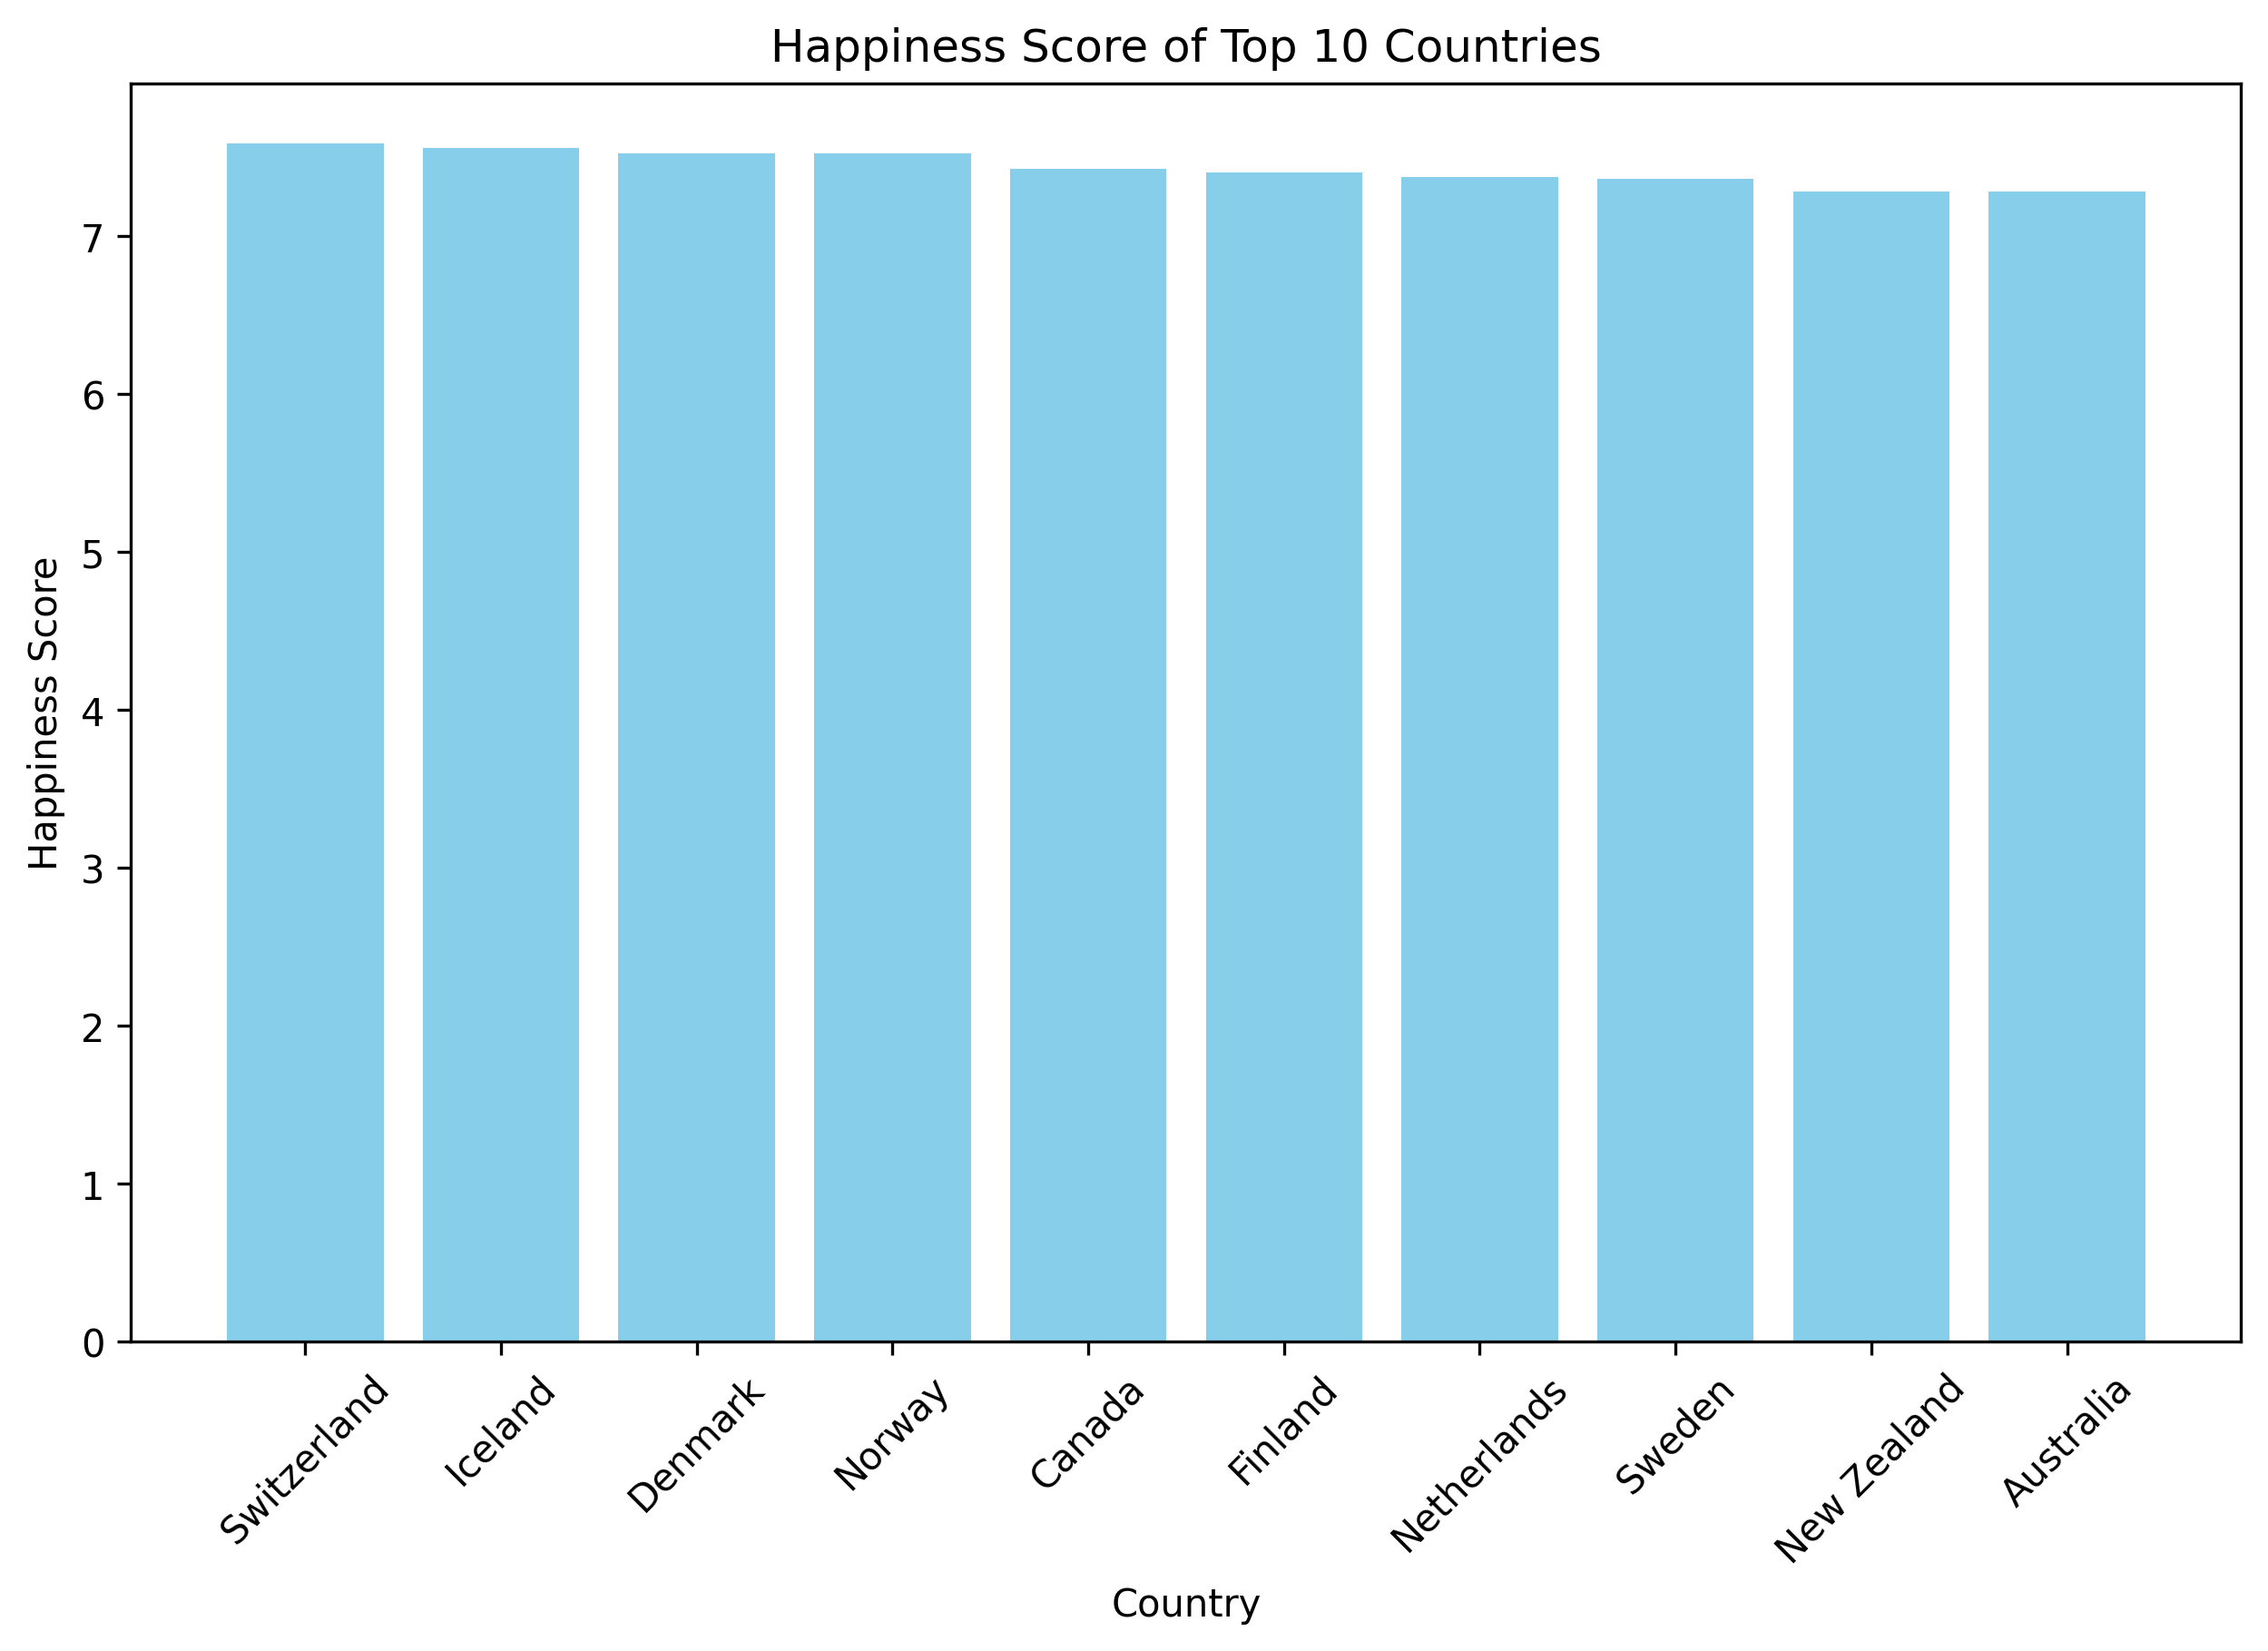 Happiness Score of Top 10 Countries
Happiness Score
7
6
5
4
3
2
1
0
Switzerland
Iceland
Denmark
Norway
Canada
Finland
Netherlands
Sweden
New Zealand
Australia
Country